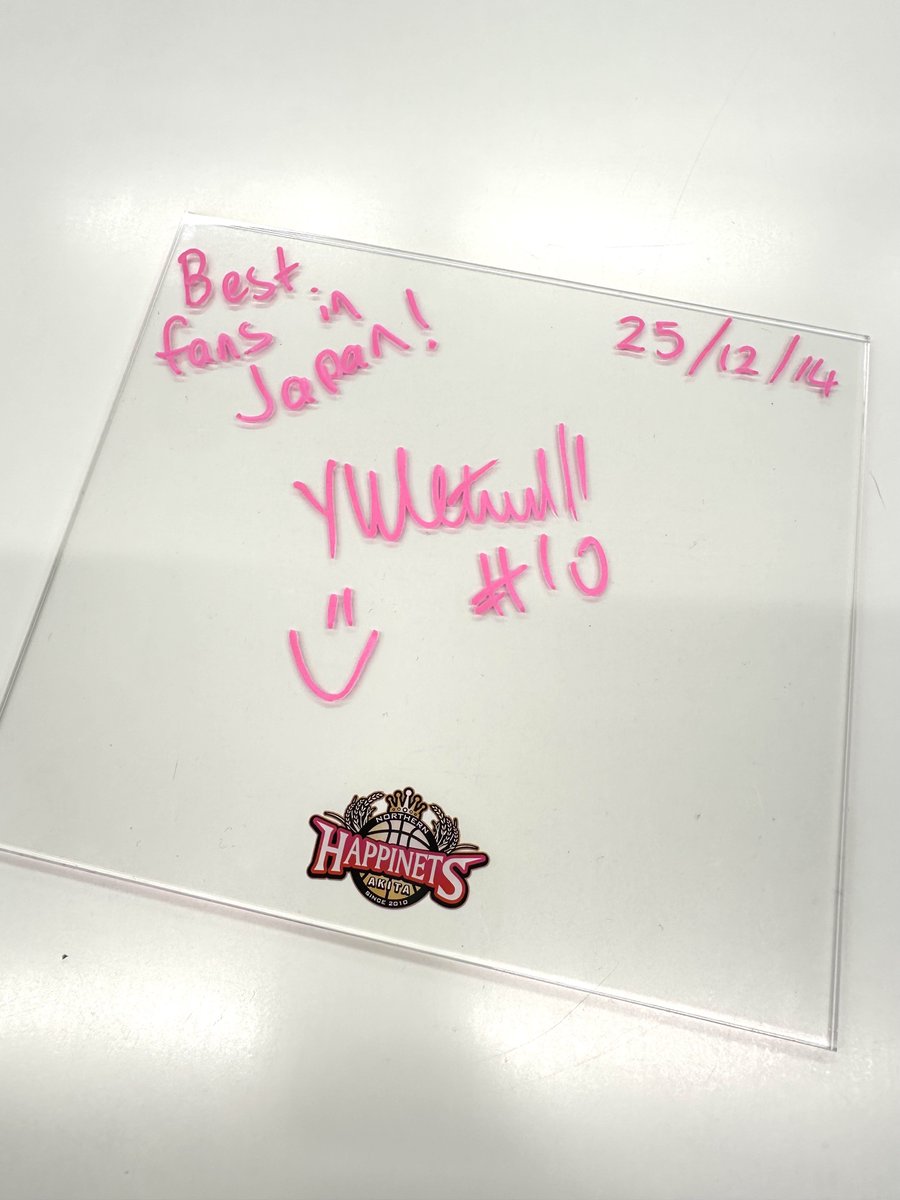 Best
fans in
Japan!
25/12/14
#10
NORTHERN
HAPPINETS
AKITA
SINCE 2010